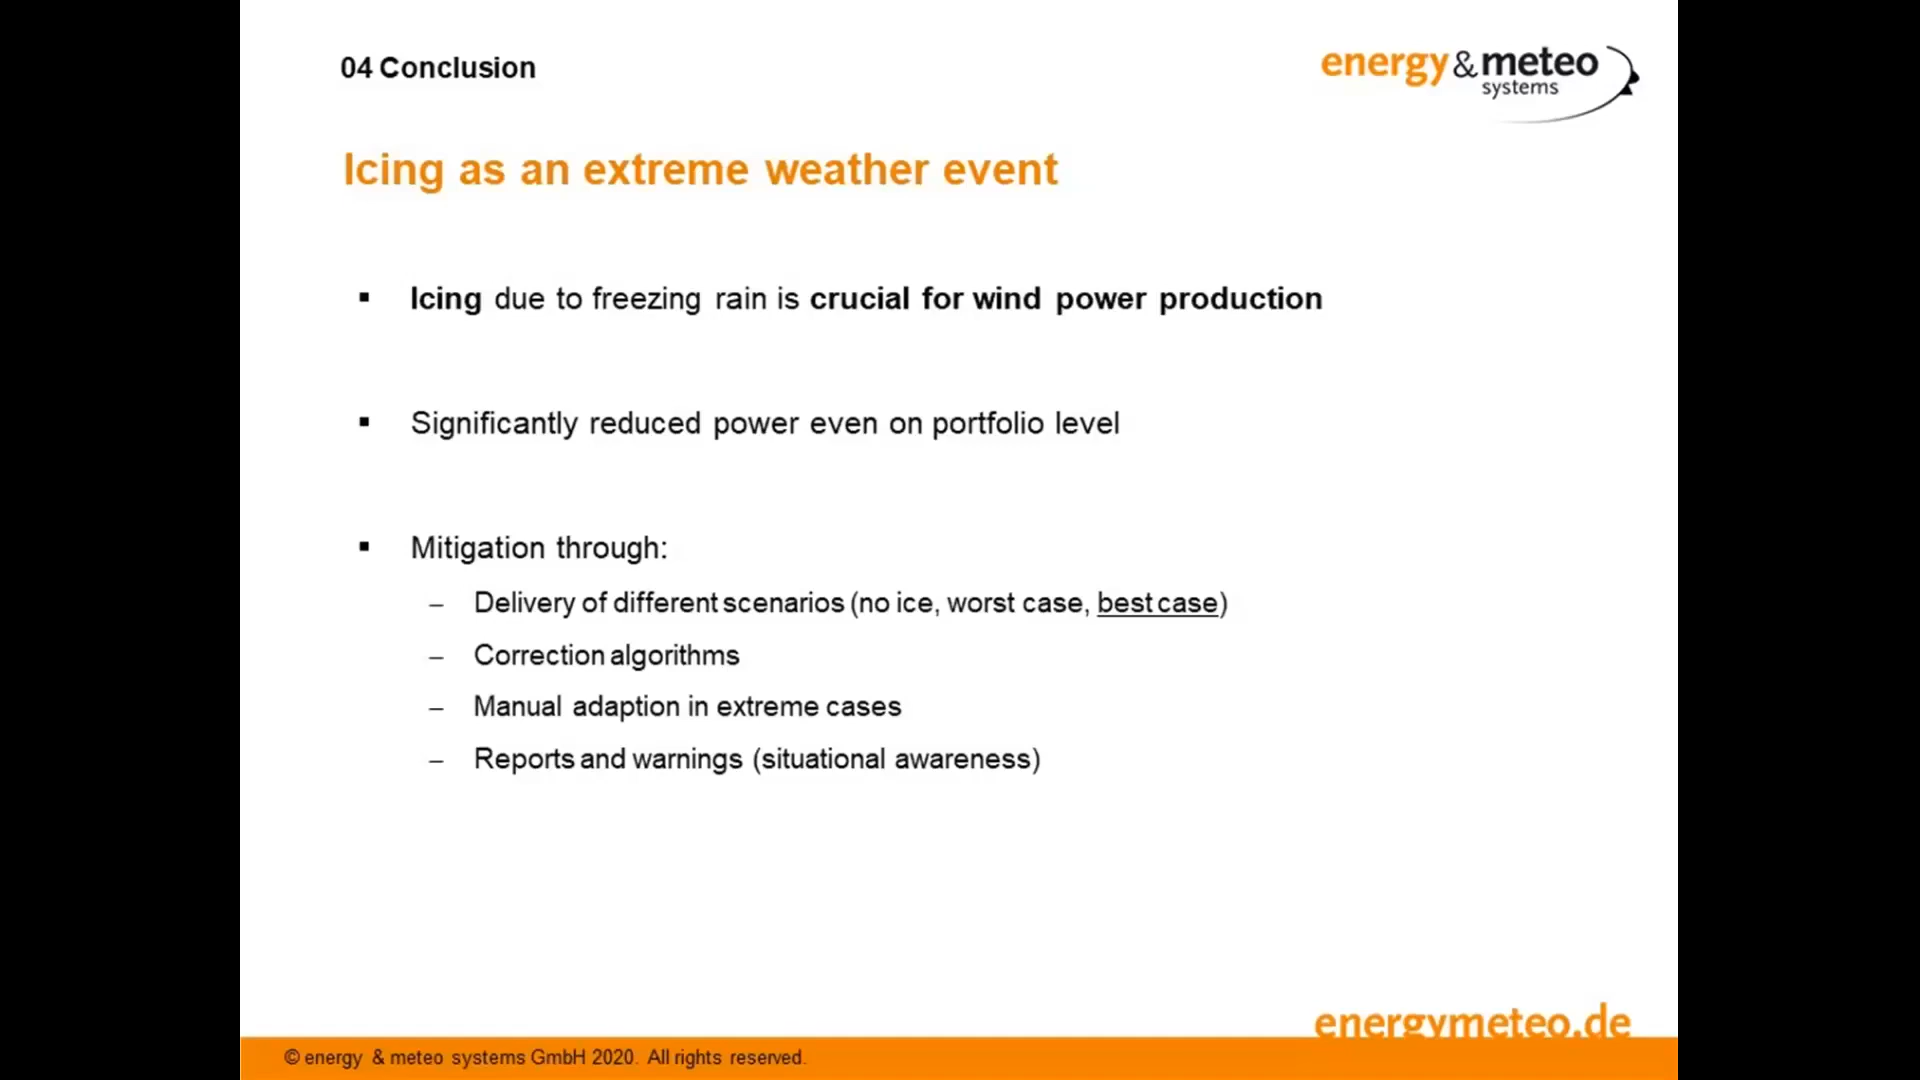 04 Conclusion
energy & meteo
systems
Icing as an extreme weather event
▪ Icing due to freezing rain is crucial for wind power production
▪ Significantly reduced power even on portfolio level
▪ Mitigation through:
– Delivery of different scenarios (no ice, worst case, best case)
– Correction algorithms
– Manual adaption in extreme cases
– Reports and warnings (situational awareness)
energymeteo.de
© energy & meteo systems GmbH 2020. All rights reserved.